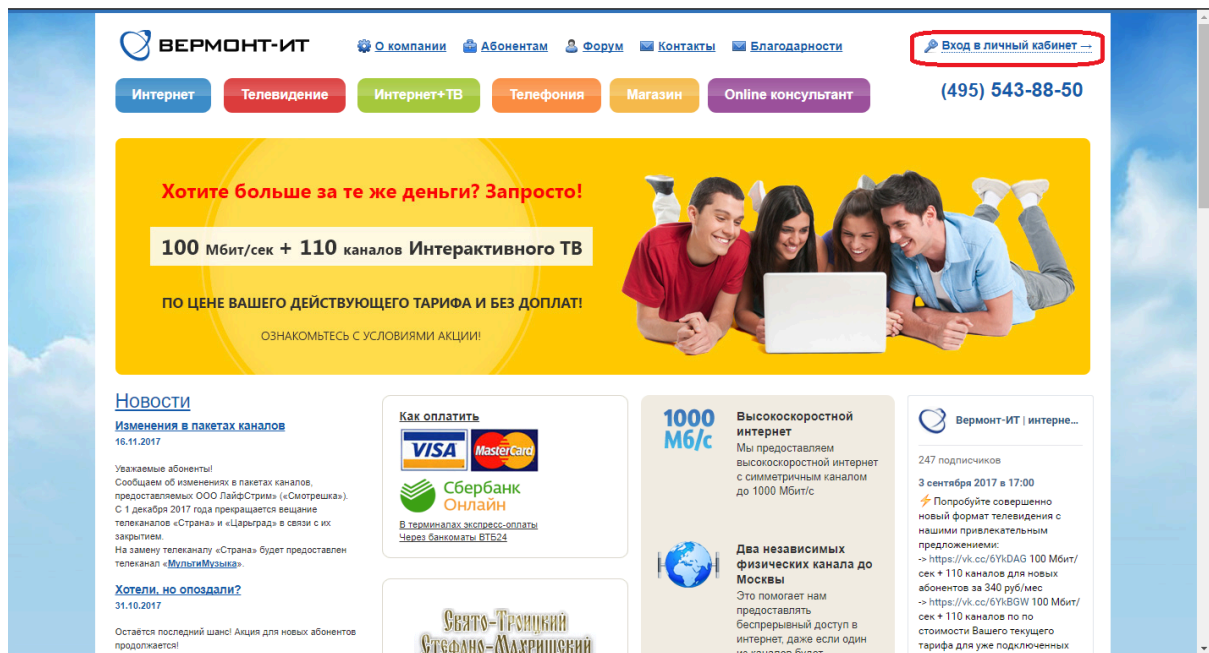 ВЕРМОНТ-ИТ
О компании
Абонентам
Форум
Контакты
Благодарности
Вход в личный кабинет →
Интернет
Телевидение
Интернет+ТВ
Телефония
Магазин
Online консультант
(495) 543-88-50
Хотите больше за те же деньги? Запросто!
100 Мбит/сек + 110 каналов Интерактивного ТВ
ПО ЦЕНЕ ВАШЕГО ДЕЙСТВУЮЩЕГО ТАРИФА И БЕЗ ДОПЛАТ!
ОЗНАКОМЬТЕСЬ С УСЛОВИЯМИ АКЦИИ!
Новости
Изменения в пакетах каналов
16.11.2017
Уважаемые абоненты!
Сообщаем об изменениях в пакетах каналов,
предоставляемых ООО ЛайфСтрим» («Смотрешка»).
С 1 декабря 2017 года прекращается вещание
телеканалов «Страна» и «Царьград» в связи с их
закрытием.
На замену телеканалу «Страна» будет предоставлен
телеканал «МультиМузыка».
Хотели, но опоздали?
31.10.2017
Остаётся последний шанс! Акция для новых абонентов
продолжается!
Как оплатить
VISA
MasterCard
Сбербанк
Онлайн
В терминалах экспресс-оплаты
Через банкоматы ВТБ24
Свято-Троицкий
Стефано-Махрищский
1000
Мб/с
Высокоскоростной
интернет
Мы предоставляем
высокоскоростной интернет
с симметричным каналом
до 1000 Мбит/с
Два независимых
физических канала до
Москвы
Это помогает нам
предоставлять
беспрерывный доступ в
интернет, даже если один
из каналов будет
Вермонт-ИТ | интерне...
247 подписчиков
3 сентября 2017 в 17:00
Попробуйте совершенно
новый формат телевидения с
нашими привлекательным
предложениеми:
-> https://vk.cc/6YkDAG 100 Мбит/
сек + 110 каналов для новых
абонентов за 340 руб/мес
-> https://vk.cc/6YkBGW 100 Мбит/
сек + 110 каналов по по
стоимости Вашего текущего
тарифа для уже подключенных